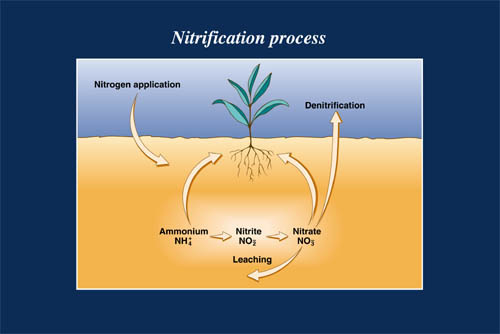 Nitrification process
Nitrogen application
Denitrification
Ammonium
NH₄⁺
Nitrite
NO₂⁻
Nitrate
NO₃⁻
Leaching